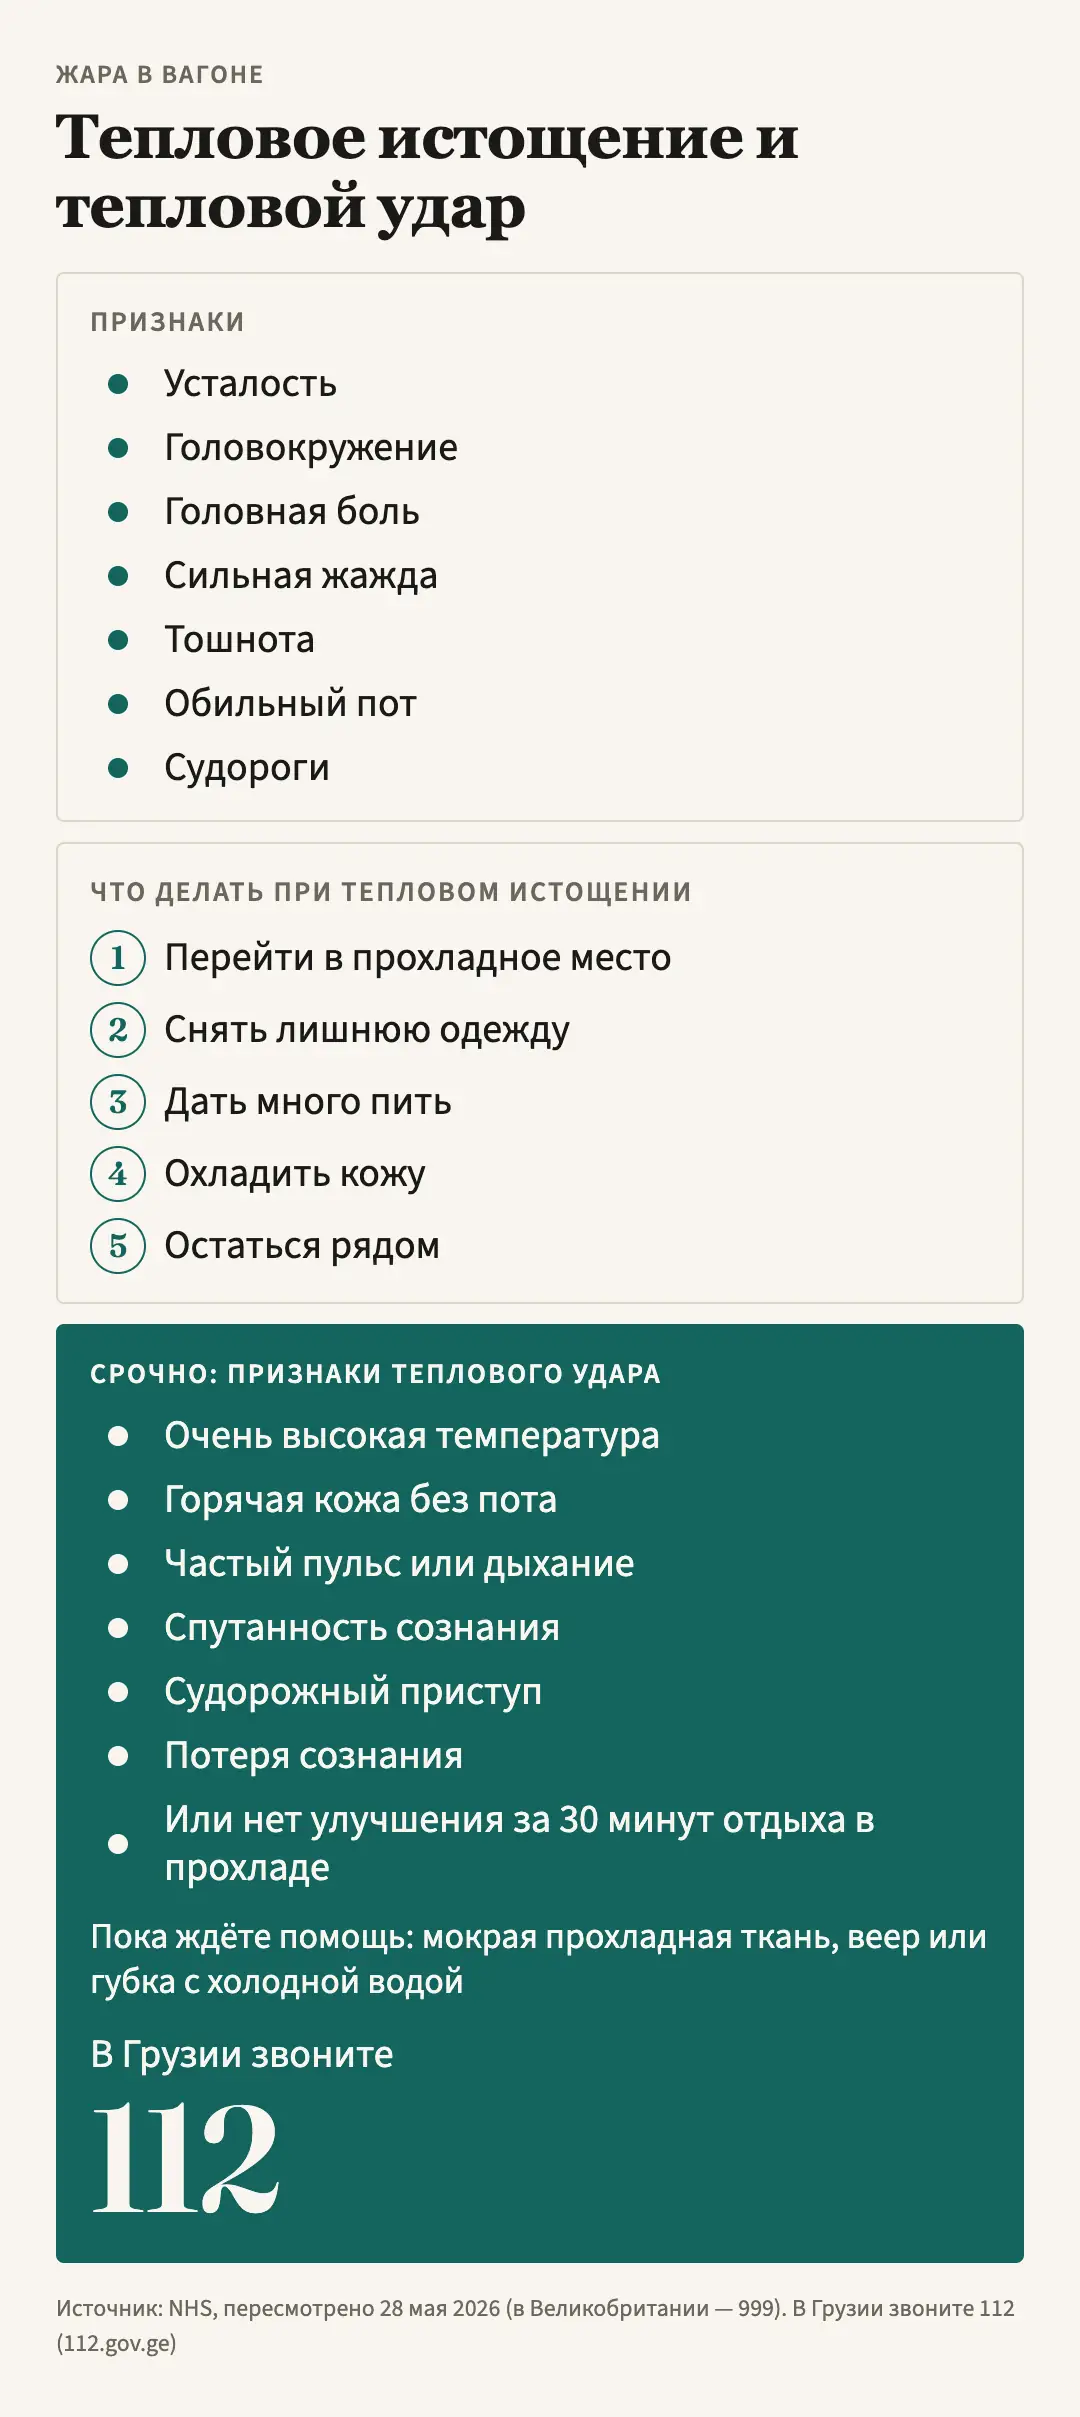 ЖАРА В ВАГОНЕ
Тепловое истощение и
тепловой удар
ПРИЗНАКИ
Усталость
Головокружение
Головная боль
Сильная жажда
Тошнота
Обильный пот
Судороги
ЧТО ДЕЛАТЬ ПРИ ТЕПЛОВОМ ИСТОЩЕНИИ
1 Перейти в прохладное место
2 Снять лишнюю одежду
3 Дать много пить
4 Охладить кожу
5 Остаться рядом
СРОЧНО: ПРИЗНАКИ ТЕПЛОВОГО УДАРА
Очень высокая температура
Горячая кожа без пота
Частый пульс или дыхание
Спутанность сознания
Судорожный приступ
Потеря сознания
Или нет улучшения за 30 минут отдыха в
прохладе
Пока ждёте помощь: мокрая прохладная ткань, веер или
губка с холодной водой
В Грузии звоните
112
Источник: NHS, пересмотрено 28 мая 2026 (в Великобритании — 999). В Грузии звоните 112
(112.gov.ge)